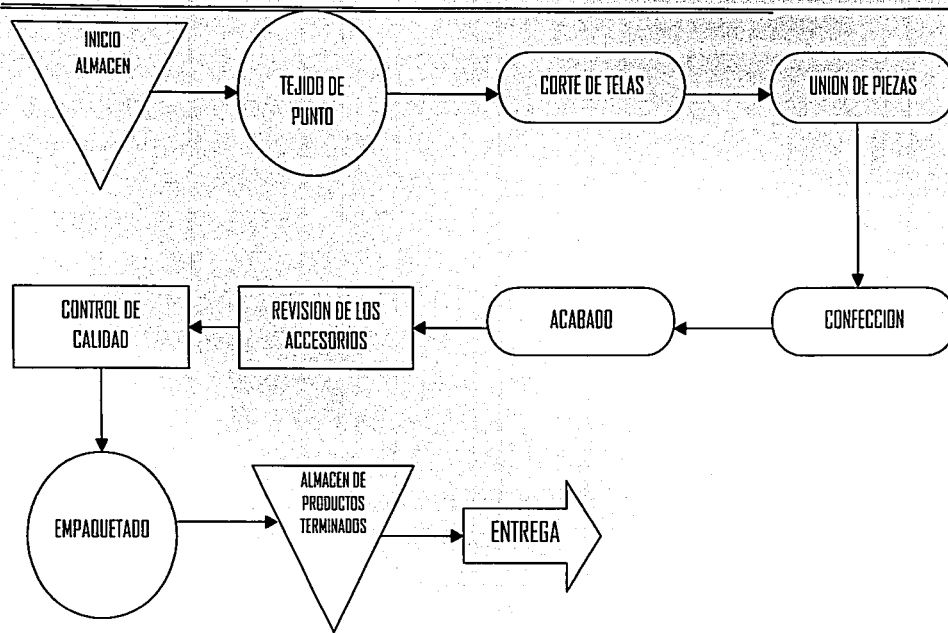 INICIO
ALMACEN
TEJIDO DE
PUNTO
CORTE DE TELAS
UNION DE PIEZAS
CONFECCION
ACABADO
REVISION DE LOS
ACCESORIOS
CONTROL DE
CALIDAD
EMPAQUETADO
ALMACEN DE
PRODUCTOS
TERMINADOS
ENTREGA